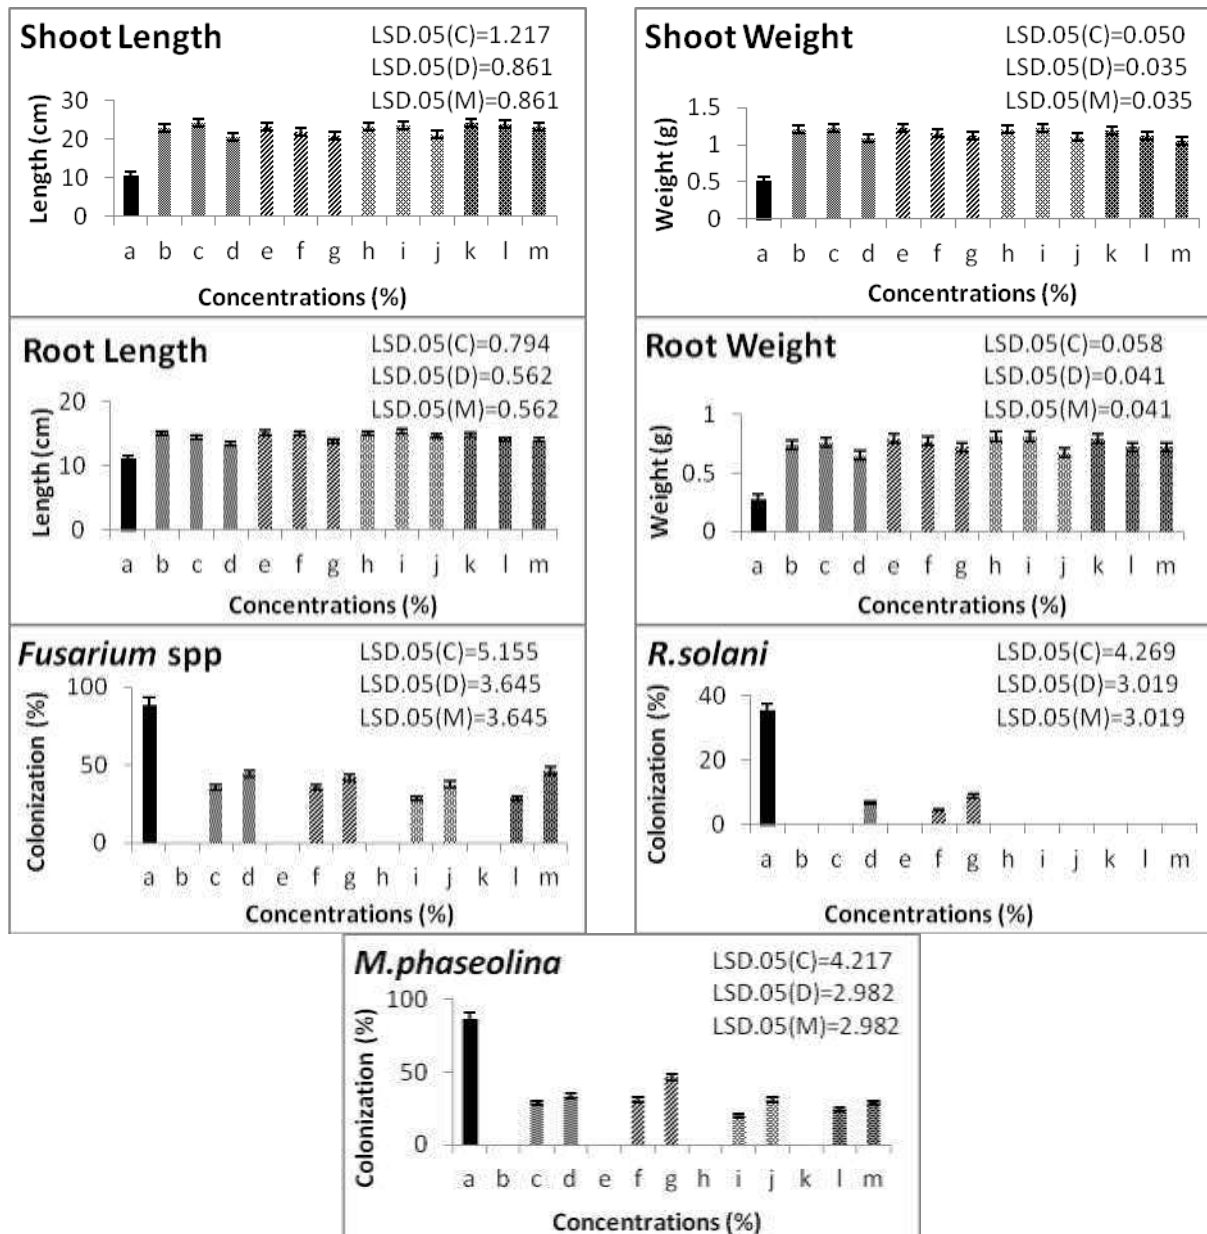 Shoot Length
LSD.05(C)=1.217
LSD.05(D)=0.861
LSD.05(M)=0.861
Length (cm)
30
20
10
0
a b c d e f g h i j k l m
Concentrations (%)
Shoot Weight
LSD.05(C)=0.050
LSD.05(D)=0.035
LSD.05(M)=0.035
Weight (g)
1.5
1
0.5
0
a b c d e f g h i j k l m
Concentrations (%)
Root Length
LSD.05(C)=0.794
LSD.05(D)=0.562
LSD.05(M)=0.562
Length (cm)
20
10
0
a b c d e f g h i j k l m
Concentrations (%)
Root Weight
LSD.05(C)=0.058
LSD.05(D)=0.041
LSD.05(M)=0.041
Weight (g)
1
0.5
0
a b c d e f g h i j k l m
Concentrations (%)
Fusarium spp
LSD.05(C)=5.155
LSD.05(D)=3.645
LSD.05(M)=3.645
Colonization (%)
100
50
0
a b c d e f g h i j k l m
Concentrations (%)
R.solani
LSD.05(C)=4.269
LSD.05(D)=3.019
LSD.05(M)=3.019
Colonization (%)
40
20
0
a b c d e f g h i j k l m
Concentrations (%)
M.phaseolina
LSD.05(C)=4.217
LSD.05(D)=2.982
LSD.05(M)=2.982
Colonization (%)
100
50
0
a b c d e f g h i j k l m
Concentrations (%)